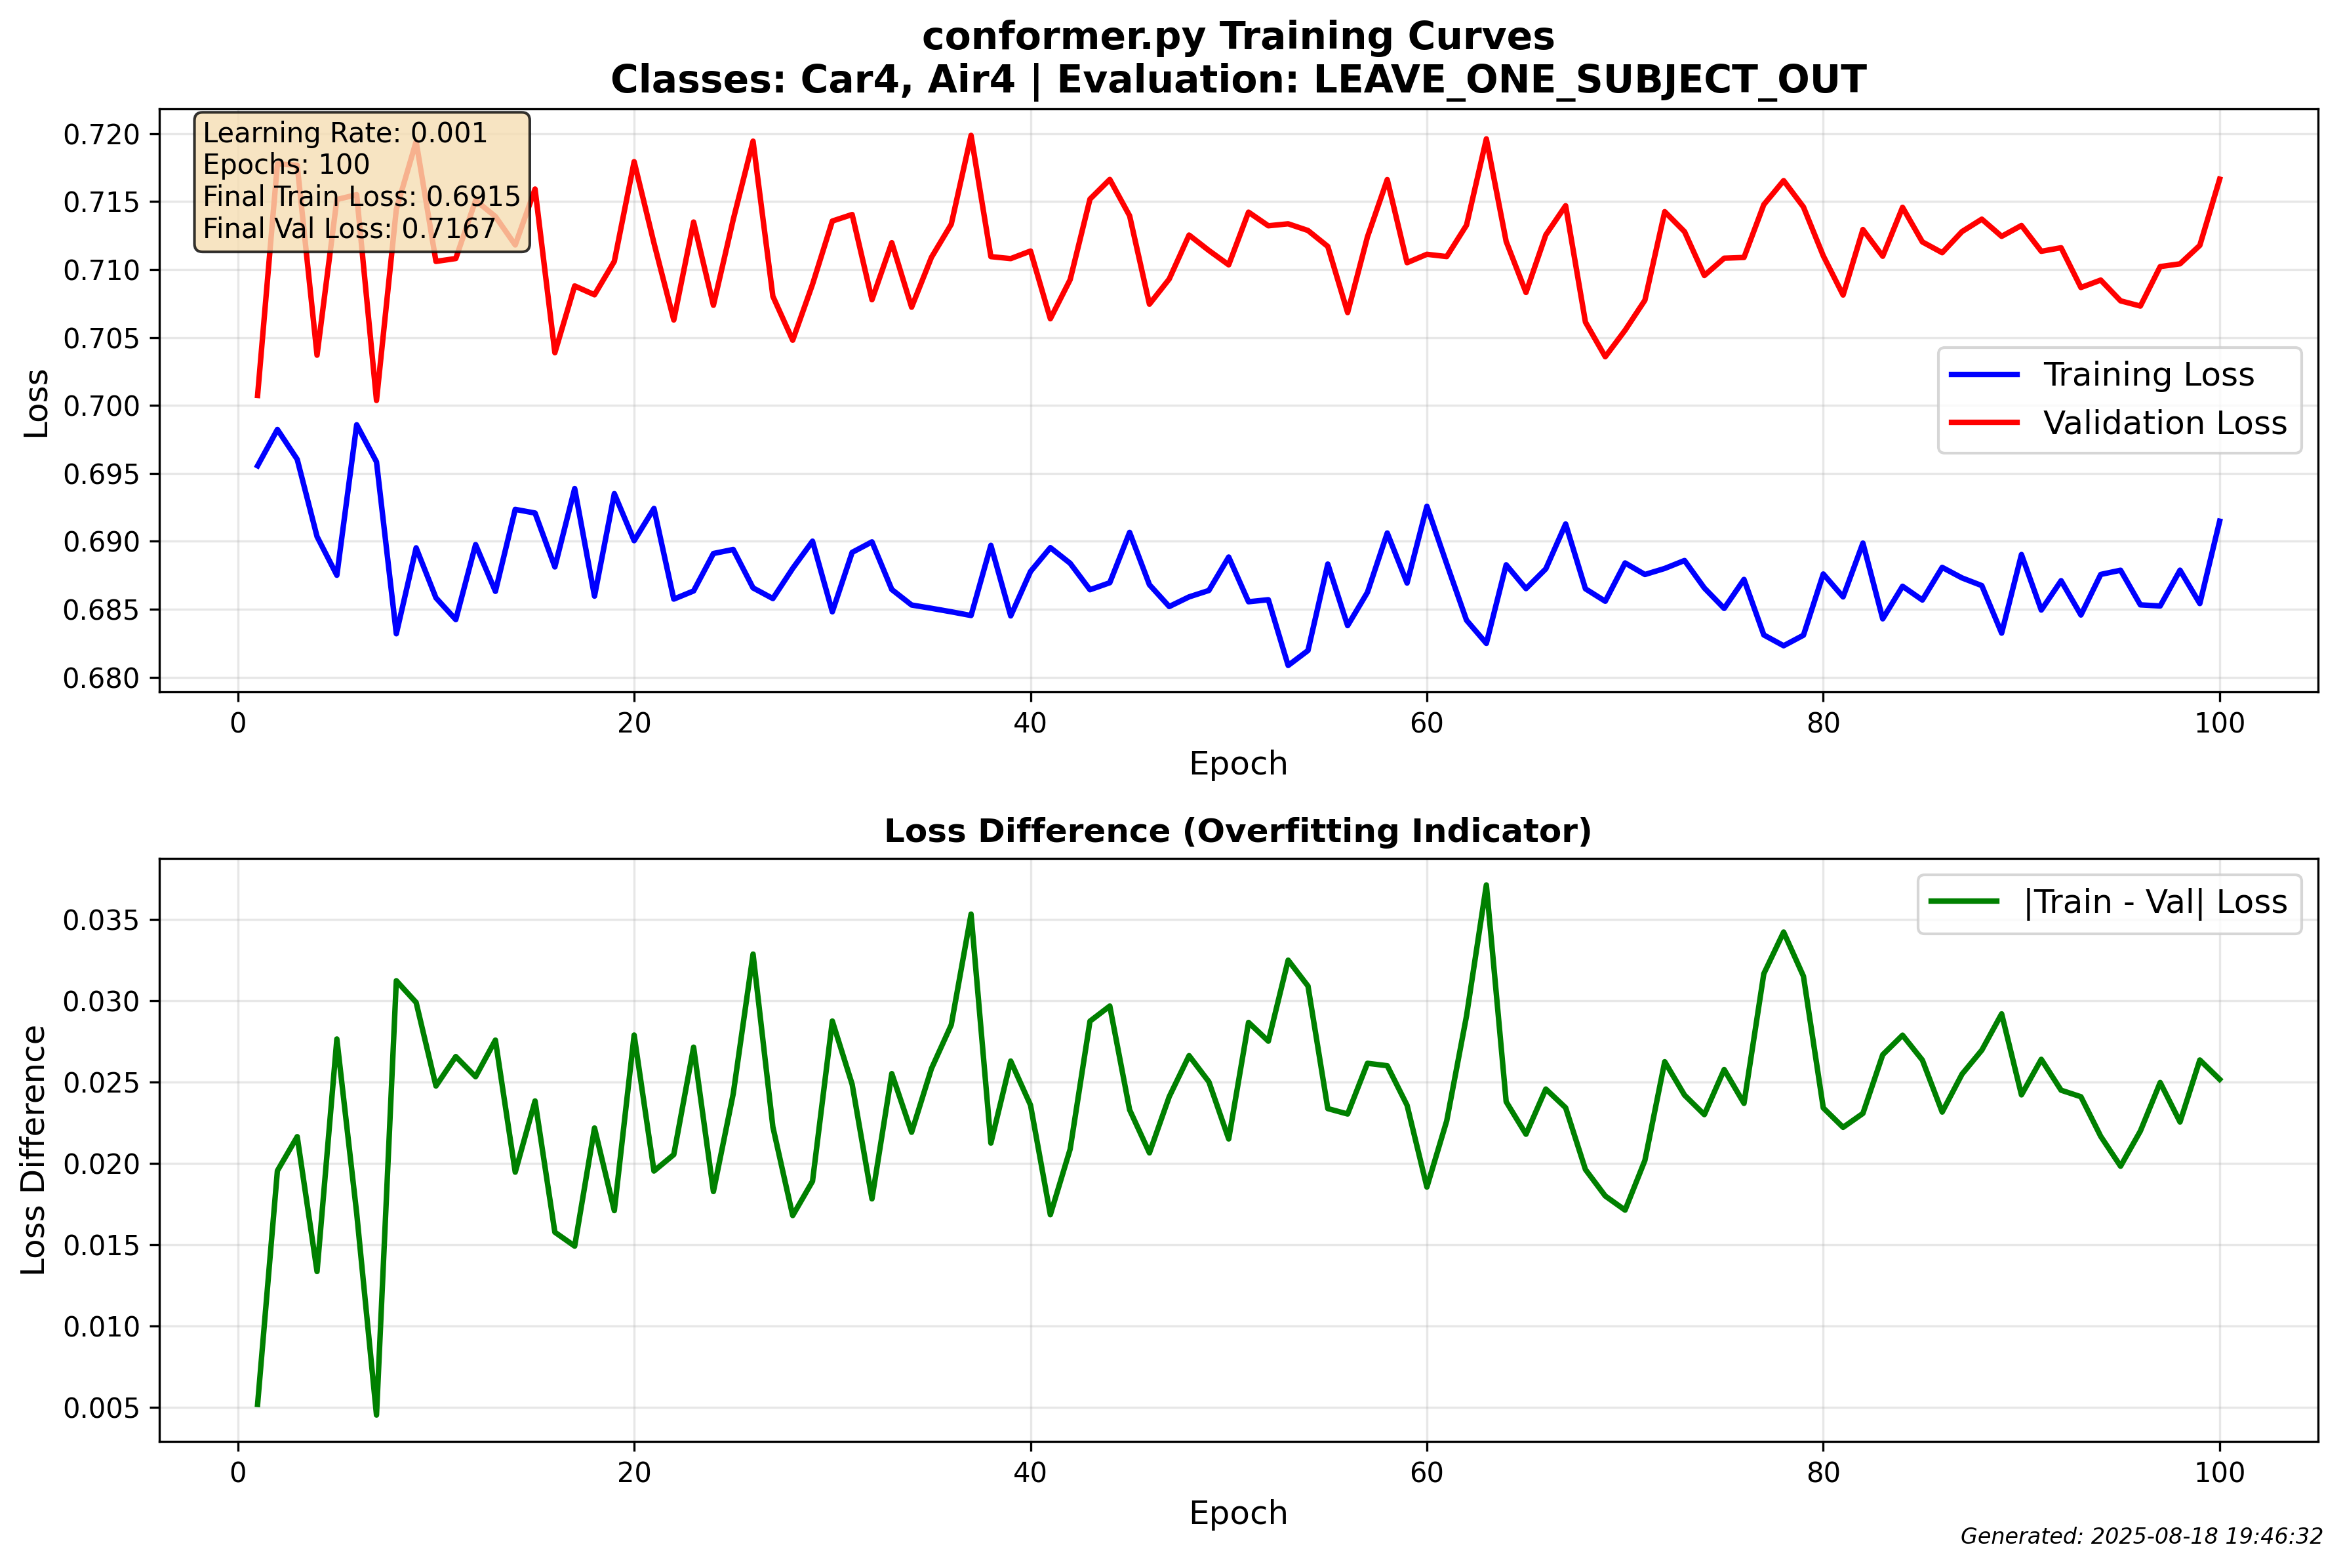 conformer.py Training Curves
Classes: Car4, Air4 | Evaluation: LEAVE_ONE_SUBJECT_OUT
Learning Rate: 0.001
Epochs: 100
Final Train Loss: 0.6915
Final Val Loss: 0.7167
0.720
0.715
0.710
0.705
0.700
0.695
0.690
0.685
0.680
Loss
Training Loss
Validation Loss
0 20 40 60 80 100
Epoch
Loss Difference (Overfitting Indicator)
|Train - Val| Loss
0.035
0.030
0.025
0.020
0.015
0.010
0.005
Loss Difference
0 20 40 60 80 100
Epoch
Generated: 2025-08-18 19:46:32